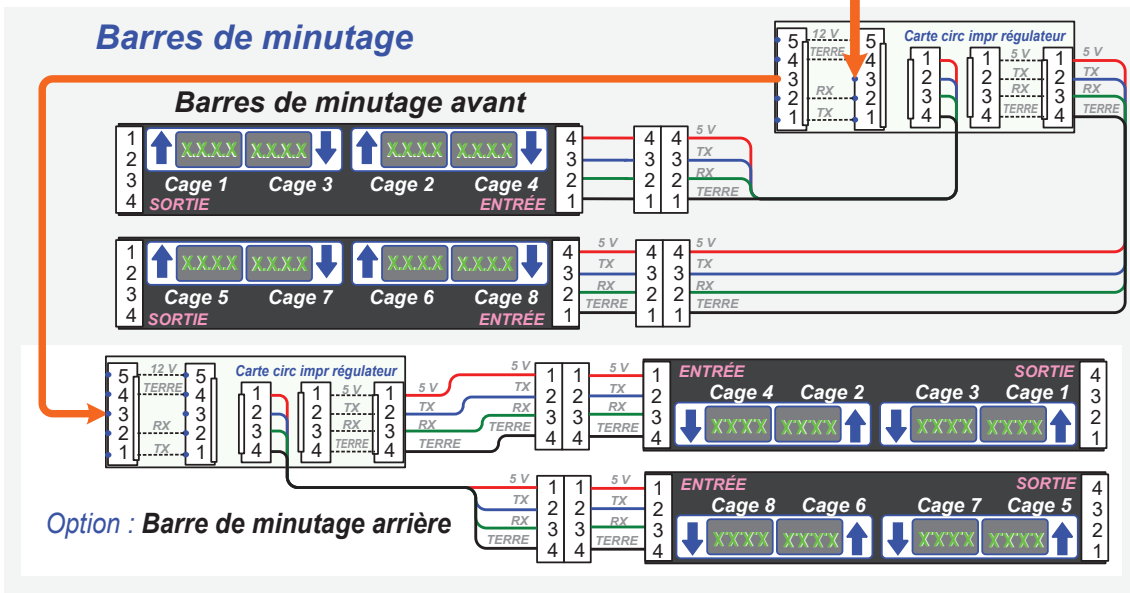 Barres de minutage
Carte circ impr régulateur
5 12 V 5
4 TERRE 4
3 3
2 RX 2
1 TX 1
1 1 5 V 1 5 V
2 2 TX 2 TX
3 3 RX 3 RX
4 4 TERRE 4 TERRE
Barres de minutage avant
1 X.X.X.X X.X.X.X X.X.X.X X.X.X.X 4 4 4 5 V
2 3 3 3 TX
3 Cage 1 Cage 3 Cage 2 Cage 4 2 2 2 RX
4 SORTIE ENTRÉE 1 1 1 TERRE
1 X.X.X.X X.X.X.X X.X.X.X X.X.X.X 4 5 V 4 4 5 V
2 3 TX 3 3 TX
3 Cage 5 Cage 7 Cage 6 Cage 8 2 RX 2 2 RX
4 SORTIE ENTRÉE 1 TERRE 1 1 TERRE
Carte circ impr régulateur
5 12 V 5
4 TERRE 4
3 3
2 RX 2
1 TX 1
1 1 5 V 1 5 V
2 2 TX 2 TX
3 3 RX 3 RX
4 4 TERRE 4 TERRE
5 V 1 1 5 V 1 ENTRÉE SORTIE 4
TX 2 2 TX 2 Cage 4 Cage 2 Cage 3 Cage 1 3
RX 3 3 RX 3 X.X.X.X X.X.X.X X.X.X.X X.X.X.X 2
TERRE 4 4 TERRE 4 1
5 V 1 1 5 V 1 ENTRÉE SORTIE 4
TX 2 2 TX 2 Cage 8 Cage 6 Cage 7 Cage 5 3
RX 3 3 RX 3 X.X.X.X X.X.X.X X.X.X.X X.X.X.X 2
TERRE 4 4 TERRE 4 1
Option : Barre de minutage arrière